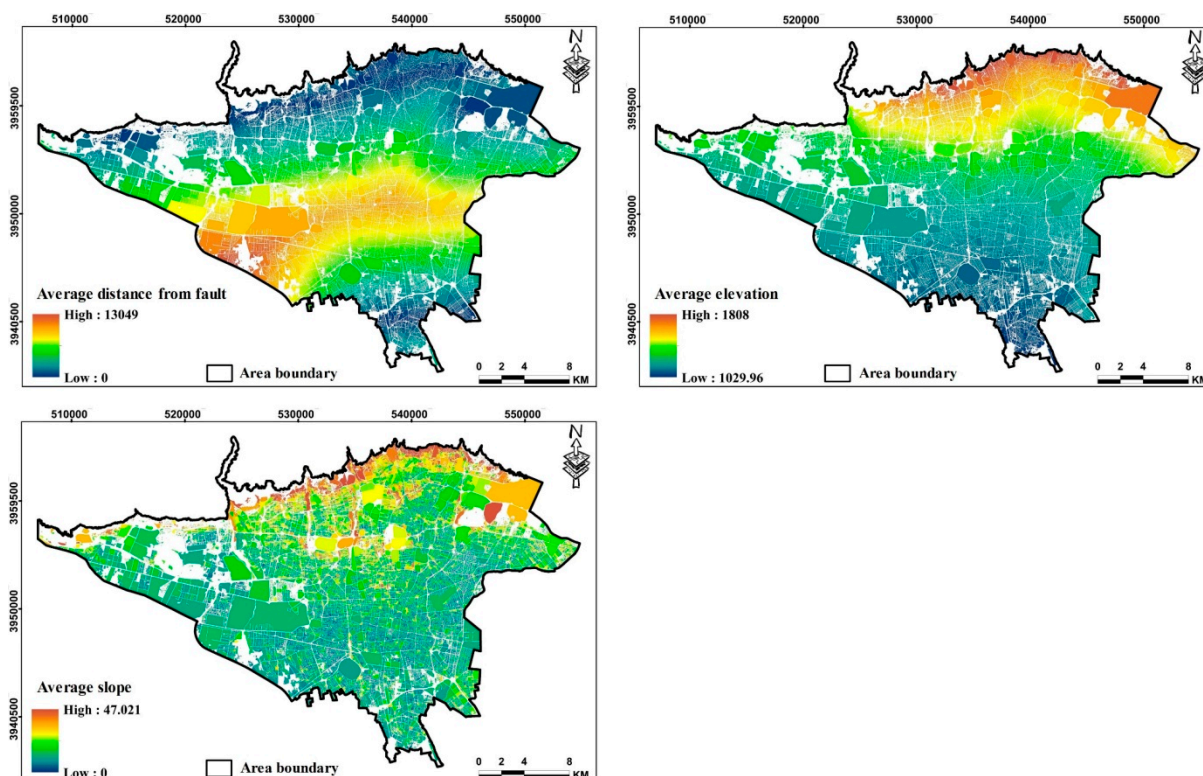 510000 520000 530000 540000 550000
N
3959500
3950000
3940500
Average distance from fault
High : 13049
Low : 0
Area boundary
0 2 4 8
KM
510000 520000 530000 540000 550000
N
3959500
3950000
3940500
Average elevation
High : 1808
Low : 1029.96
Area boundary
0 2 4 8
KM
510000 520000 530000 540000 550000
N
3959500
3950000
3940500
Average slope
High : 47.021
Low : 0
Area boundary
0 2 4 8
KM